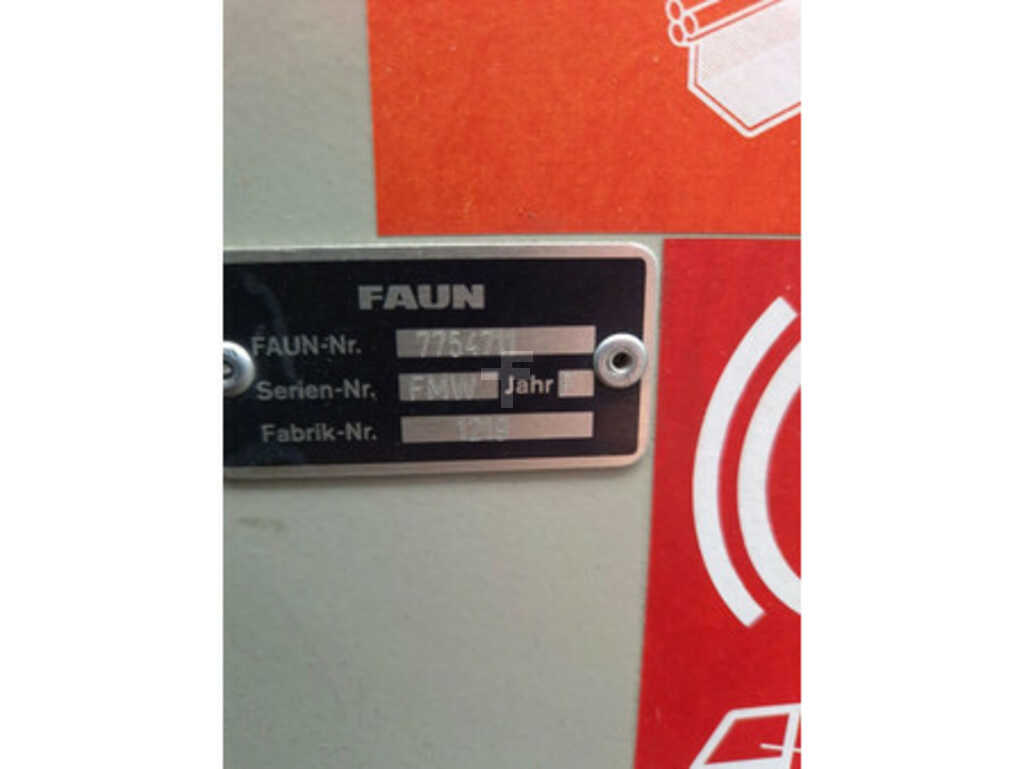 FAUN
FAUN-Nr.
Serien-Nr. FMW Jahr
Fabrik-Nr.